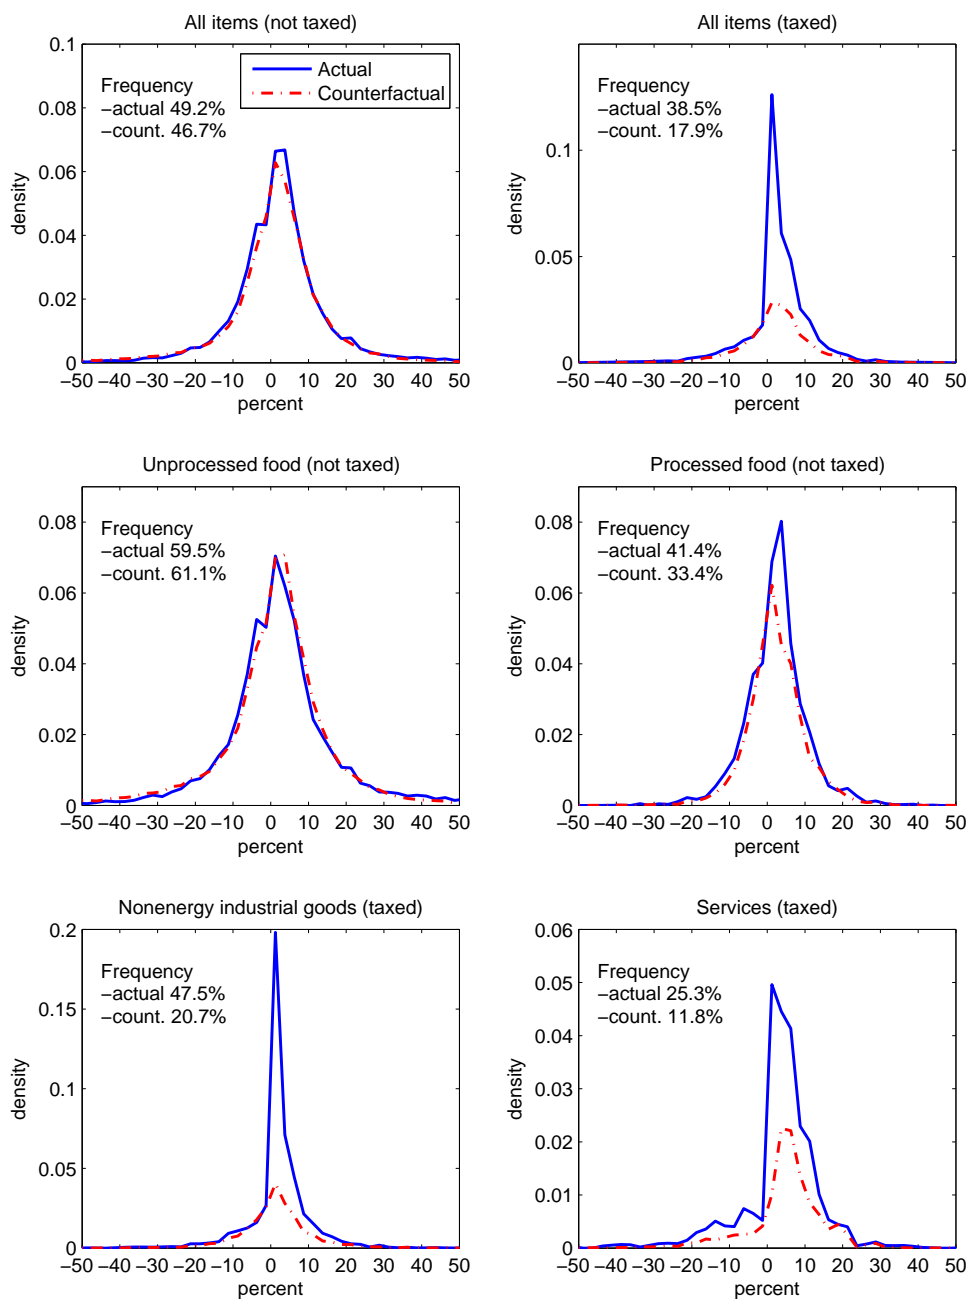 All items (not taxed)
0.1
0.08
0.06
0.04
0.02
0
density
Frequency
−actual 49.2%
−count. 46.7%
Actual
Counterfactual
−50 −40 −30 −20 −10 0 10 20 30 40 50
percent
All items (taxed)
0.1
0.05
0
density
Frequency
−actual 38.5%
−count. 17.9%
−50 −40 −30 −20 −10 0 10 20 30 40 50
percent
Unprocessed food (not taxed)
0.08
0.06
0.04
0.02
0
density
Frequency
−actual 59.5%
−count. 61.1%
−50 −40 −30 −20 −10 0 10 20 30 40 50
percent
Processed food (not taxed)
0.08
0.06
0.04
0.02
0
density
Frequency
−actual 41.4%
−count. 33.4%
−50 −40 −30 −20 −10 0 10 20 30 40 50
percent
Nonenergy industrial goods (taxed)
0.2
0.15
0.1
0.05
0
density
Frequency
−actual 47.5%
−count. 20.7%
−50 −40 −30 −20 −10 0 10 20 30 40 50
percent
Services (taxed)
0.06
0.05
0.04
0.03
0.02
0.01
0
density
Frequency
−actual 25.3%
−count. 11.8%
−50 −40 −30 −20 −10 0 10 20 30 40 50
percent